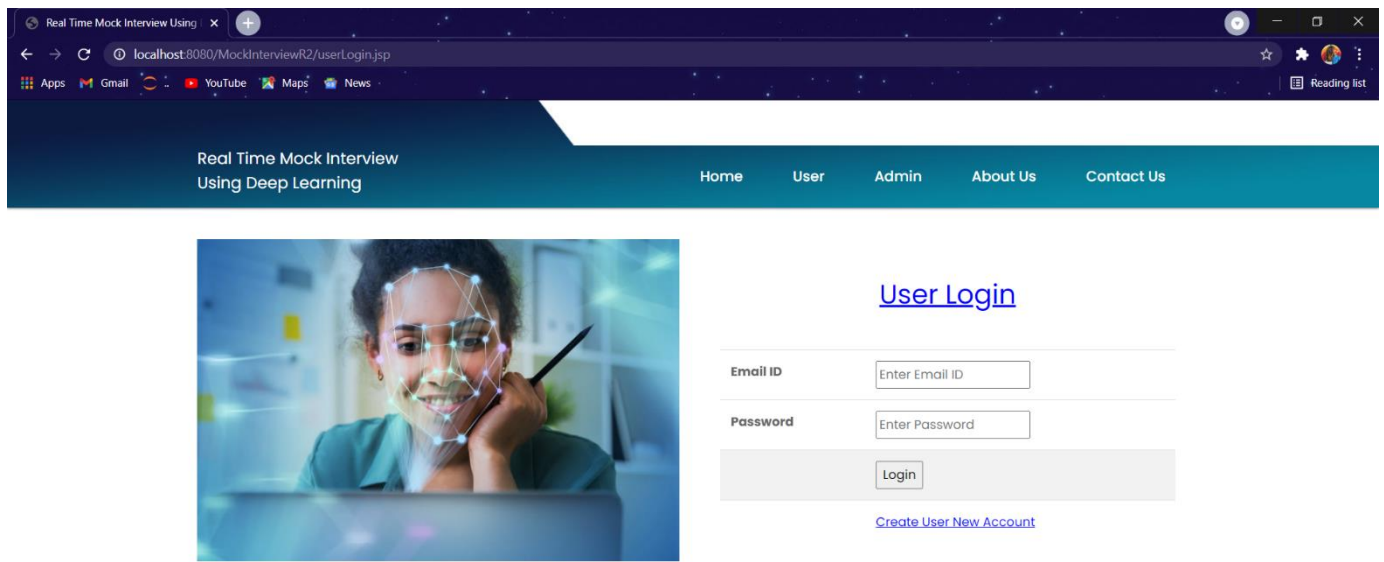 Real Time Mock Interview Using
localhost:8080/MockInterviewR2/userLogin.jsp
Apps Gmail .. YouTube Maps News Reading list
Real Time Mock Interview
Using Deep Learning
Home User Admin About Us Contact Us
User Login
Email ID Enter Email ID
Password Enter Password
Login
Create User New Account